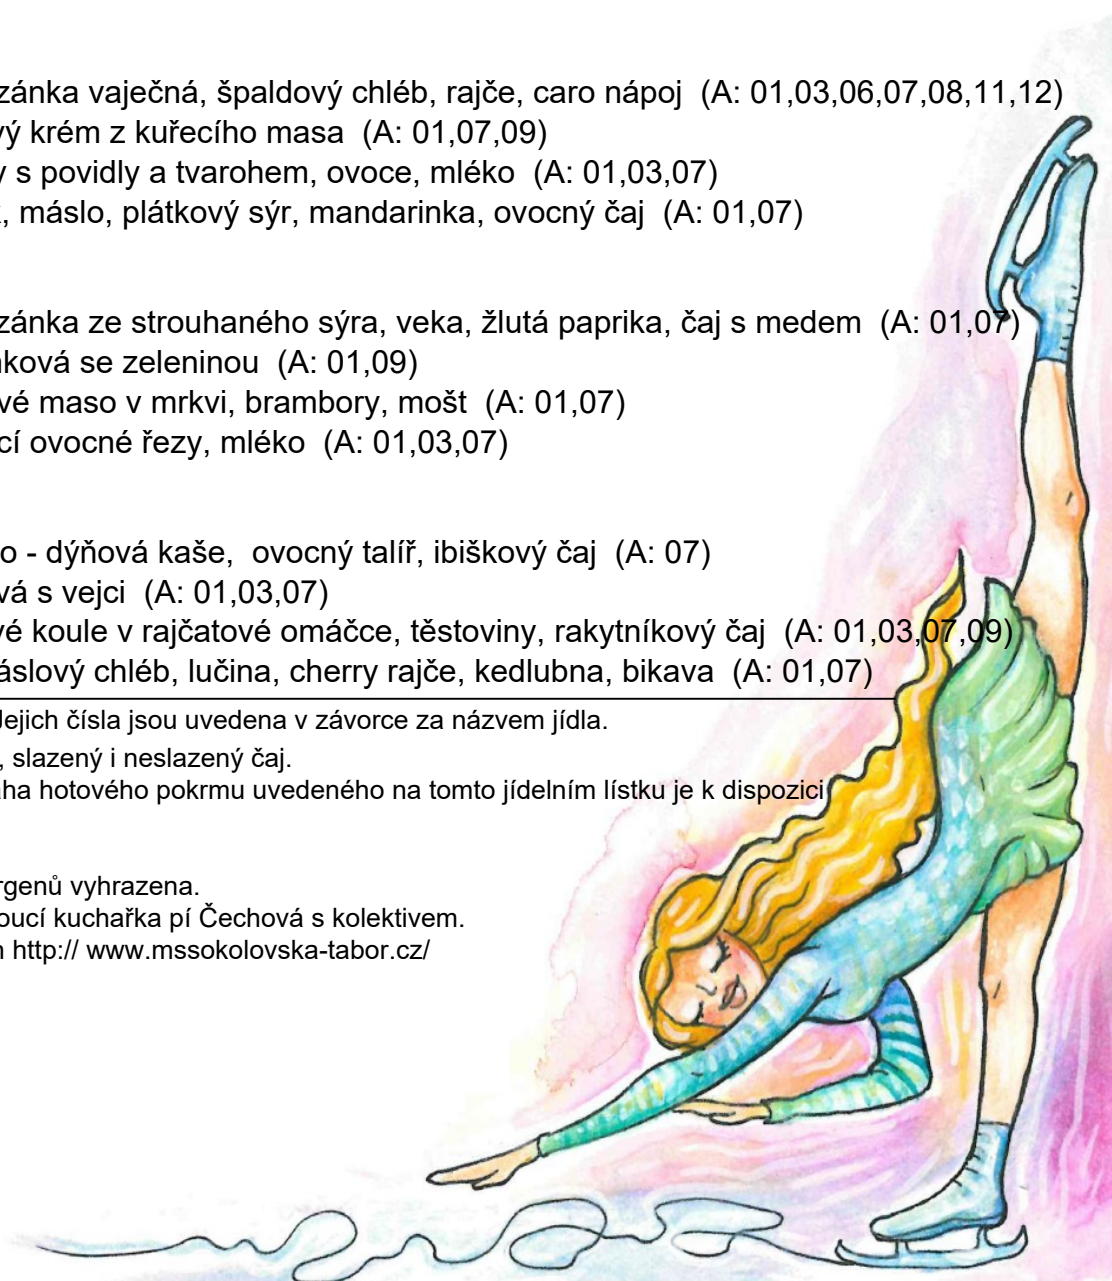 zánka vaječná, špaldový chléb, rajče, caro nápoj (A: 01,03,06,07,08,11,12)
vý krém z kuřecího masa (A: 01,07,09)
y s povidly a tvarohem, ovoce, mléko (A: 01,03,07)
, máslo, plátkový sýr, mandarinka, ovocný čaj (A: 01,07)
zánka ze strouhaného sýra, veka, žlutá paprika, čaj s medem (A: 01,07)
ková se zeleninou (A: 01,09)
vé maso v mrkvi, brambory, mošt (A: 01,07)
cí ovocné řezy, mléko (A: 01,03,07)
o - dýňová kaše, ovocný talíř, ibiškový čaj (A: 07)
vá s vejci (A: 01,03,07)
vé koule v rajčatové omáčce, těstoviny, rakytníkový čaj (A: 01,03,07,09)
áslový chléb, lučina, cherry rajče, kedlubna, bikava (A: 01,07)
Jejich čísla jsou uvedena v závorce za názvem jídla.
, slazený i neslazený čaj.
ha hotového pokrmu uvedeného na tomto jídelním lístku je k dispozici
rgenů vyhrazena.
oucí kuchařka pí Čechová s kolektivem.
http:// www.mssokolovska-tabor.cz/